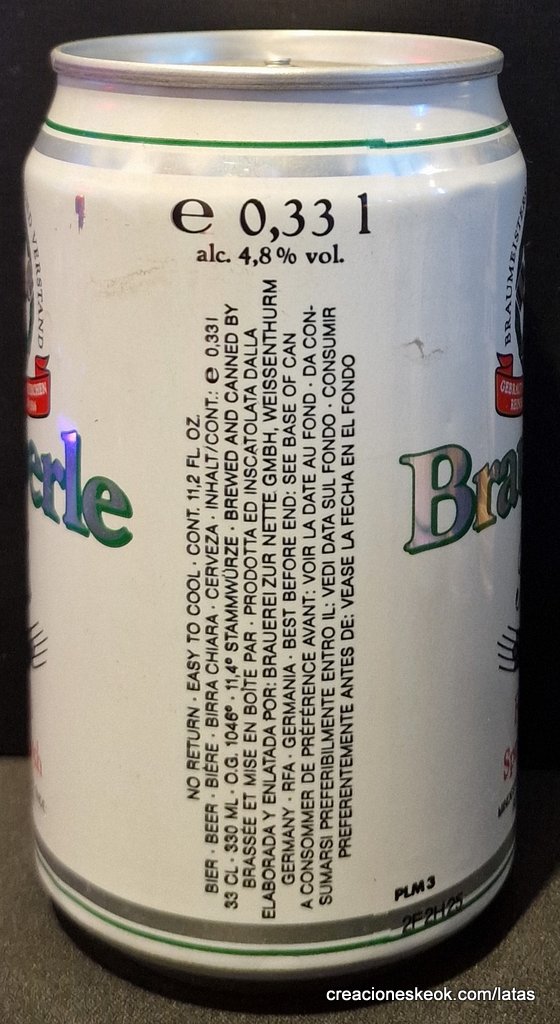 e 0,33 l
alc. 4,8% vol.
NO RETURN · EASY TO COOL · CONT. 11,2 FL OZ.
BIER · BEER · BIÈRE · BIRRA CHIARA · CERVEZA · INHALT/CONT.: e 0,33 l
33 CL · 330 ML · O.G. 1046º · 11,4º STAMMWÜRZE · BREWED AND CANNED BY
BRASSÉE ET MISE EN BOÎTE PAR · PRODOTTA ED INSCATOLATA DALLA
ELABORADA Y ENLATADA POR: BRAUEREI ZUR NETTE GMBH, WEISSENTHURM
GERMANY · RFA · GERMANIA · BEST BEFORE END: SEE BASE OF CAN
A CONSOMMER DE PRÉFÉRENCE AVANT: VOIR LA DATE AU FOND · DA CON-
SUMARSI PREFERIBILMENTE ENTRO IL: VEDI DATA SUL FONDO · CONSUMIR
PREFERENTEMENTE ANTES DE: VEASE LA FECHA EN EL FONDO
VERSTAND
erle
BRAUMEISTER
GEBRA
Bra
PLM 3
2F2H25
creacioneskeok.com/latas